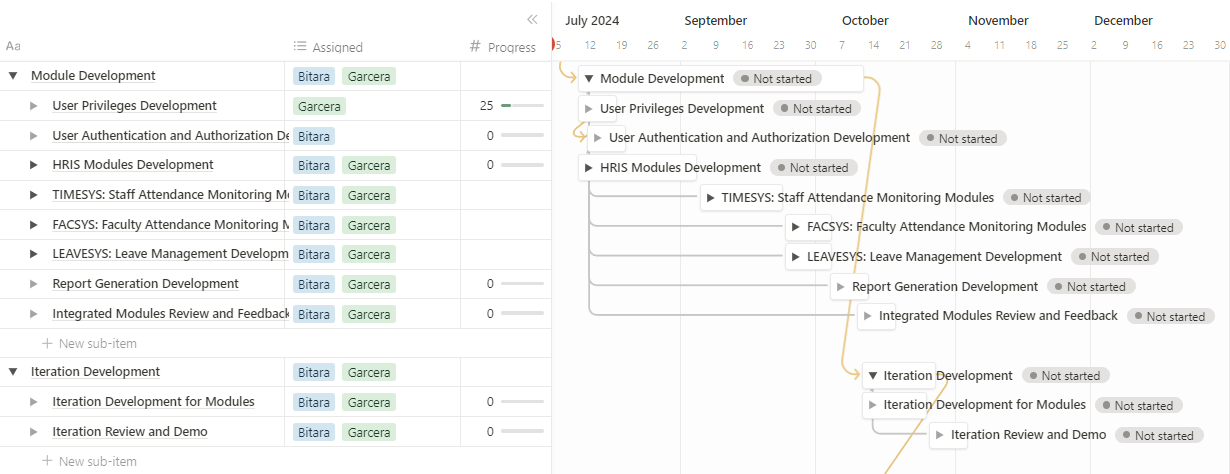 July 2024 September October November December
Aa Assigned # Progress 5 12 19 26 2 9 16 23 30 7 14 21 28 4 11 18 25 2 9 16 23 30
Module Development Bitara Garcera Module Development Not started
User Privileges Development Garcera 25 User Privileges Development Not started
User Authentication and Authorization De Bitara 0 User Authentication and Authorization Development Not started
HRIS Modules Development Bitara Garcera 0 HRIS Modules Development Not started
TIMESYS: Staff Attendance Monitoring Mo Bitara Garcera TIMESYS: Staff Attendance Monitoring Modules Not started
FACSYS: Faculty Attendance Monitoring M Bitara Garcera FACSYS: Faculty Attendance Monitoring Modules Not started
LEAVESYS: Leave Management Developm Bitara Garcera LEAVESYS: Leave Management Development Not started
Report Generation Development Bitara Garcera 0 Report Generation Development Not started
Integrated Modules Review and Feedback Bitara Garcera 0 Integrated Modules Review and Feedback Not started
+ New sub-item
Iteration Development Bitara Garcera Iteration Development Not started
Iteration Development for Modules Bitara Garcera 0 Iteration Development for Modules Not started
Iteration Review and Demo Bitara Garcera 0 Iteration Review and Demo Not started
+ New sub-item